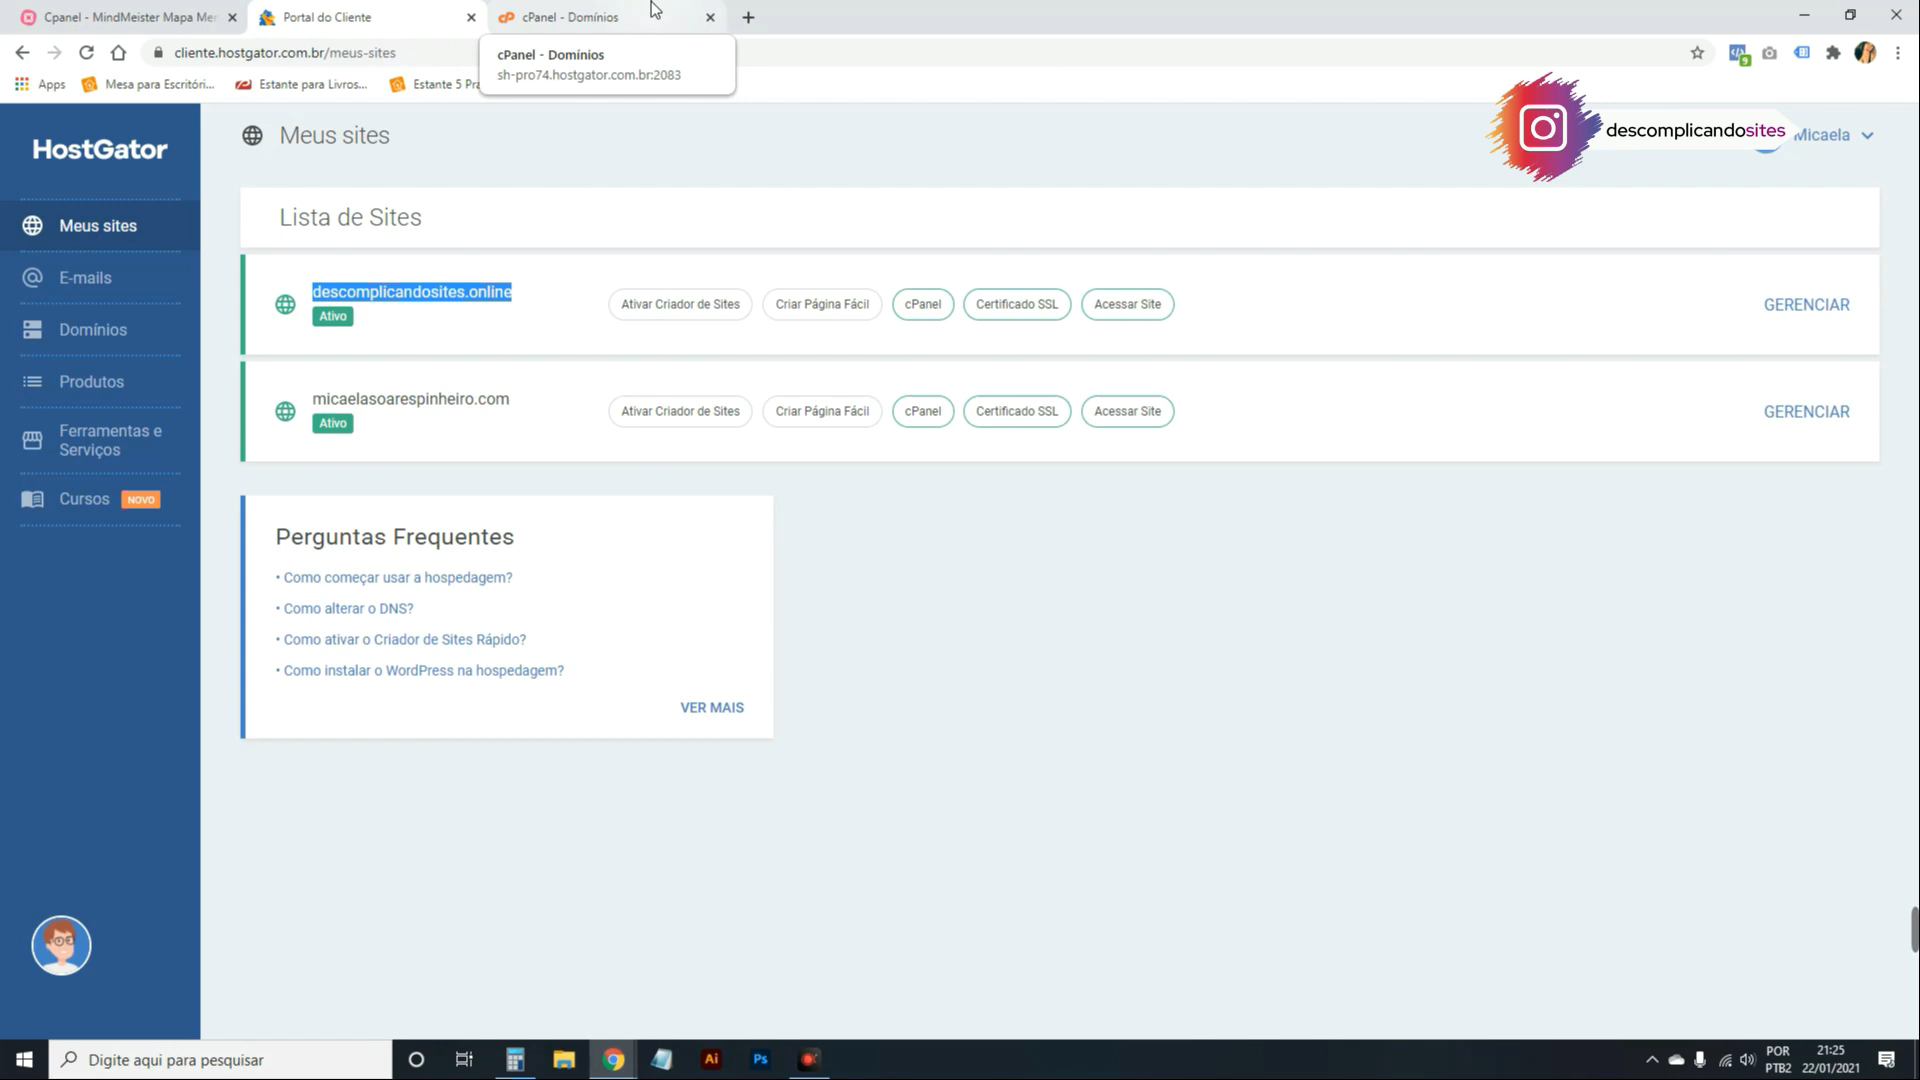 Cpanel - MindMeister Mapa Mer
Portal do Cliente
cPanel - Domínios
cliente.hostgator.com.br/meus-sites
cPanel - Domínios
sh-pro74.hostgator.com.br:2083
9
Apps
Mesa para Escritóri...
Estante para Livros...
Estante 5 Pra
HostGator
Meus sites
descomplicandosites
Micaela
Meus sites
E-mails
Domínios
Produtos
Ferramentas e
Serviços
Cursos
NOVO
Lista de Sites
descomplicandosites.online
Ativo
Ativar Criador de Sites
Criar Página Fácil
cPanel
Certificado SSL
Acessar Site
GERENCIAR
micaelasoarespinheiro.com
Ativo
Ativar Criador de Sites
Criar Página Fácil
cPanel
Certificado SSL
Acessar Site
GERENCIAR
Perguntas Frequentes
• Como começar usar a hospedagem?
• Como alterar o DNS?
• Como ativar o Criador de Sites Rápido?
• Como instalar o WordPress na hospedagem?
VER MAIS
Digite aqui para pesquisar
Ai
Ps
POR
PTB2
21:25
22/01/2021